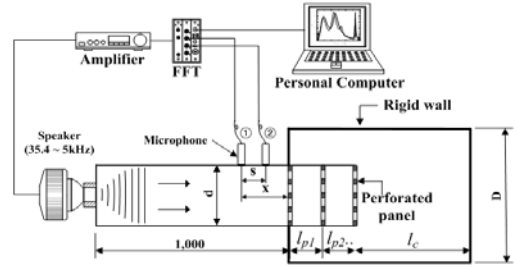 Amplifier
FFT
Personal Computer
Rigid wall
Speaker
(35.4 ~ 5kHz)
Microphone
①
②
s
x
d
D
Perforated
panel
1,000
lp1
lp2..
lc